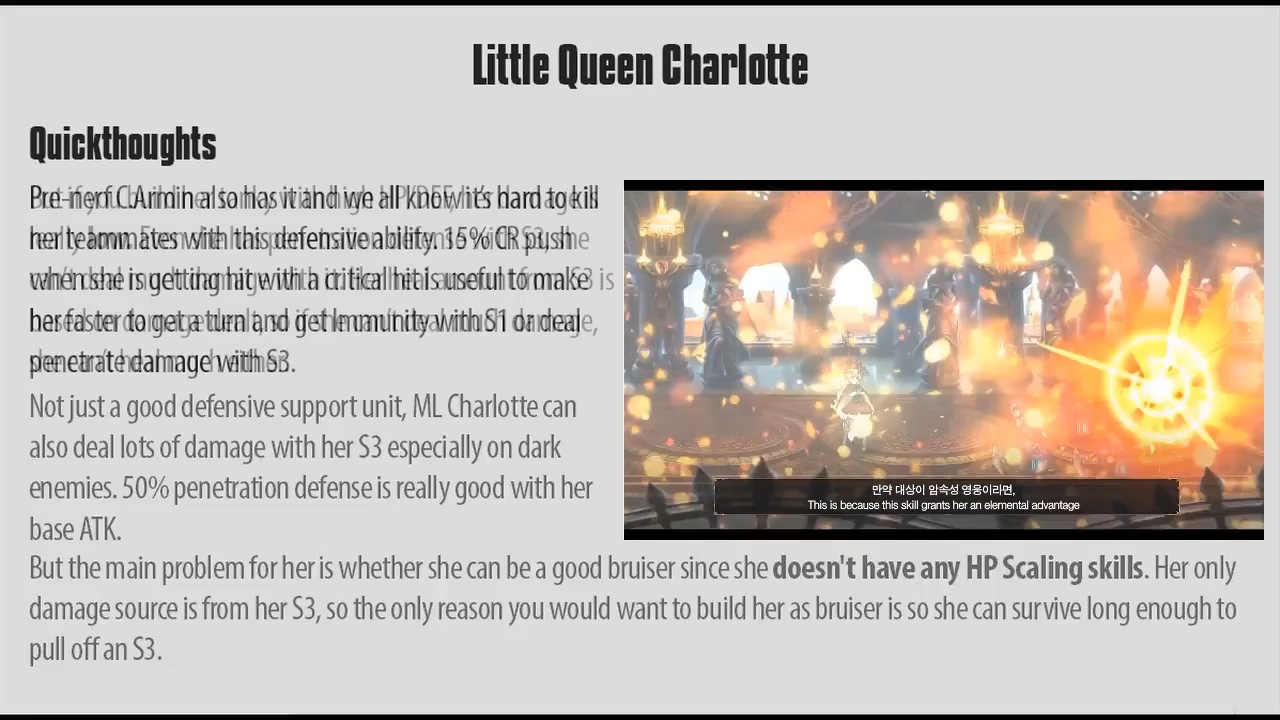 Little Queen Charlotte
Quickthoughts
Pre-nerf C.Armin also has it and we all know it's hard to kill
her teammates with this defensive ability. 15% CR push
when she is getting hit with a critical hit is useful to make
her faster to get a turn and get Immunity with S1 or deal
penetrate damage with S3.
Not just a good defensive support unit, ML Charlotte can
also deal lots of damage with her S3 especially on dark
enemies. 50% penetration defense is really good with her
base ATK.
But the main problem for her is whether she can be a good bruiser since she doesn't have any HP Scaling skills. Her only
damage source is from her S3, so the only reason you would want to build her as bruiser is so she can survive long enough to
pull off an S3.
만약 대상이 암속성 영웅이라면,
This is because this skill grants her an elemental advantage